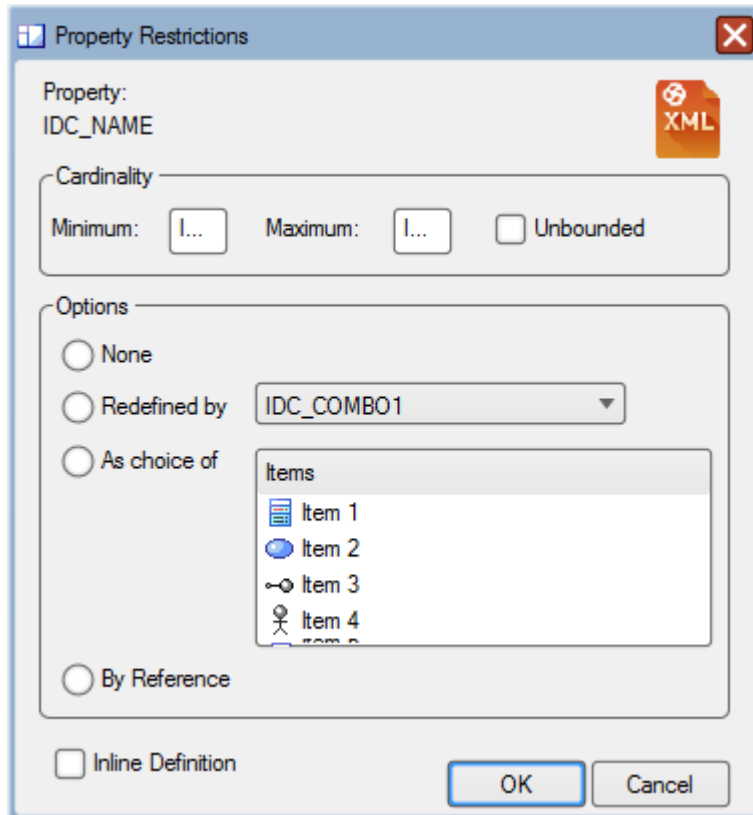 Property Restrictions
Property:
IDC_NAME
XML
Cardinality
Minimum: I... Maximum: I... Unbounded
Options
None
Redefined by IDC_COMBO1
As choice of
Items
Item 1
Item 2
Item 3
Item 4
By Reference
Inline Definition
OK Cancel